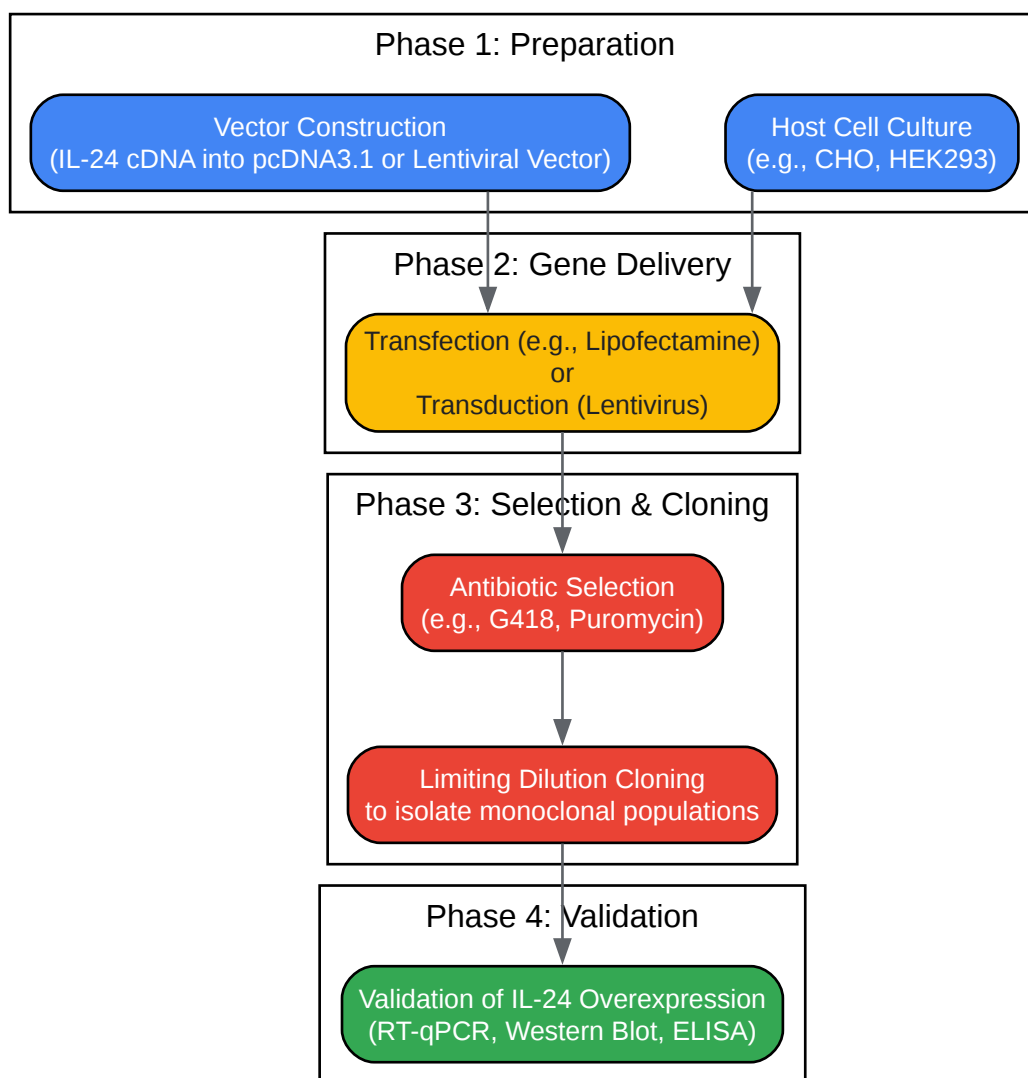 Phase 1: Preparation
Vector Construction
(IL-24 cDNA into pcDNA3.1 or Lentiviral Vector)
Host Cell Culture
(e.g., CHO, HEK293)
Phase 2: Gene Delivery
Transfection (e.g., Lipofectamine)
or
Transduction (Lentivirus)
Phase 3: Selection & Cloning
Antibiotic Selection
(e.g., G418, Puromycin)
Limiting Dilution Cloning
to isolate monoclonal populations
Phase 4: Validation
Validation of IL-24 Overexpression
(RT-qPCR, Western Blot, ELISA)